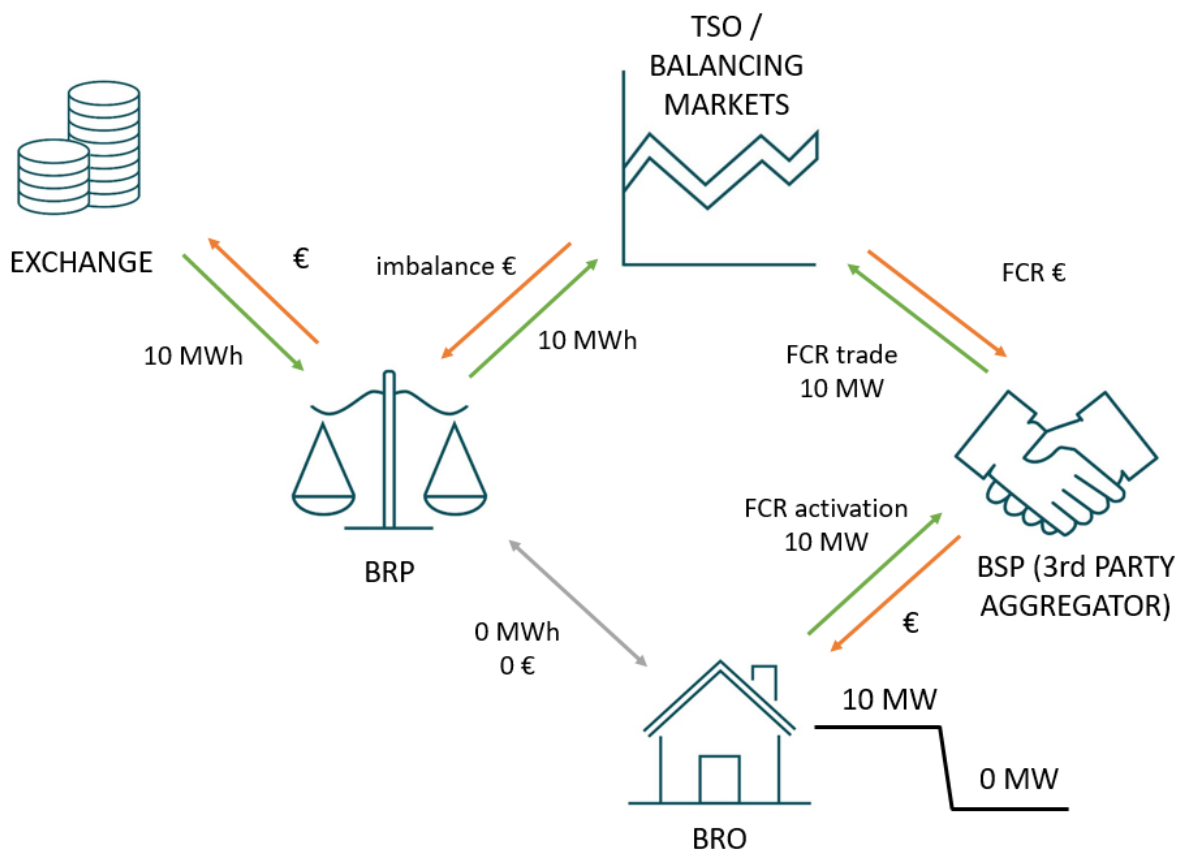 TSO /
BALANCING
MARKETS
EXCHANGE
€
10 MWh
imbalance €
10 MWh
FCR €
FCR trade
10 MW
BRP
FCR activation
10 MW
€
BSP (3rd PARTY
AGGREGATOR)
0 MWh
0 €
10 MW
0 MW
BRO